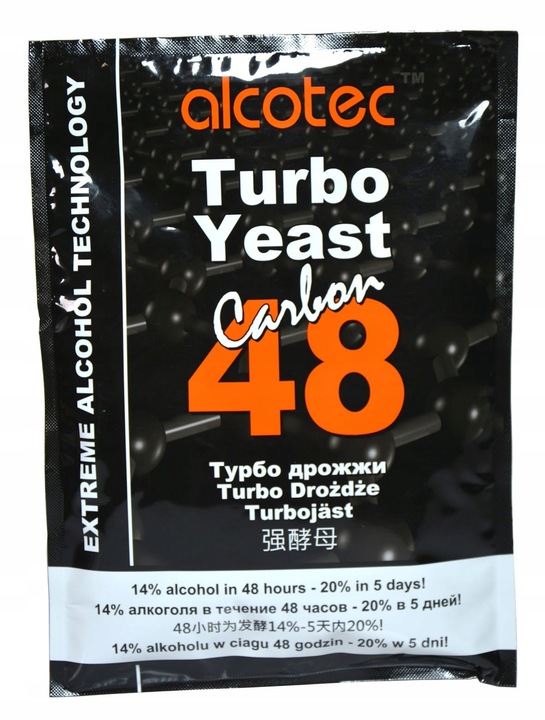 alcotec™
Turbo
Yeast
Carbon
48
EXTREME ALCOHOL TECHNOLOGY
Турбо дрожжи
Turbo Drożdże
Turbojäst
强酵母
14% alcohol in 48 hours - 20% in 5 days!
14% алкоголя в течение 48 часов - 20% в 5 дней!
48小时为发酵14%-5天内20%!
14% alkoholu w ciagu 48 godzin - 20% w 5 dni!